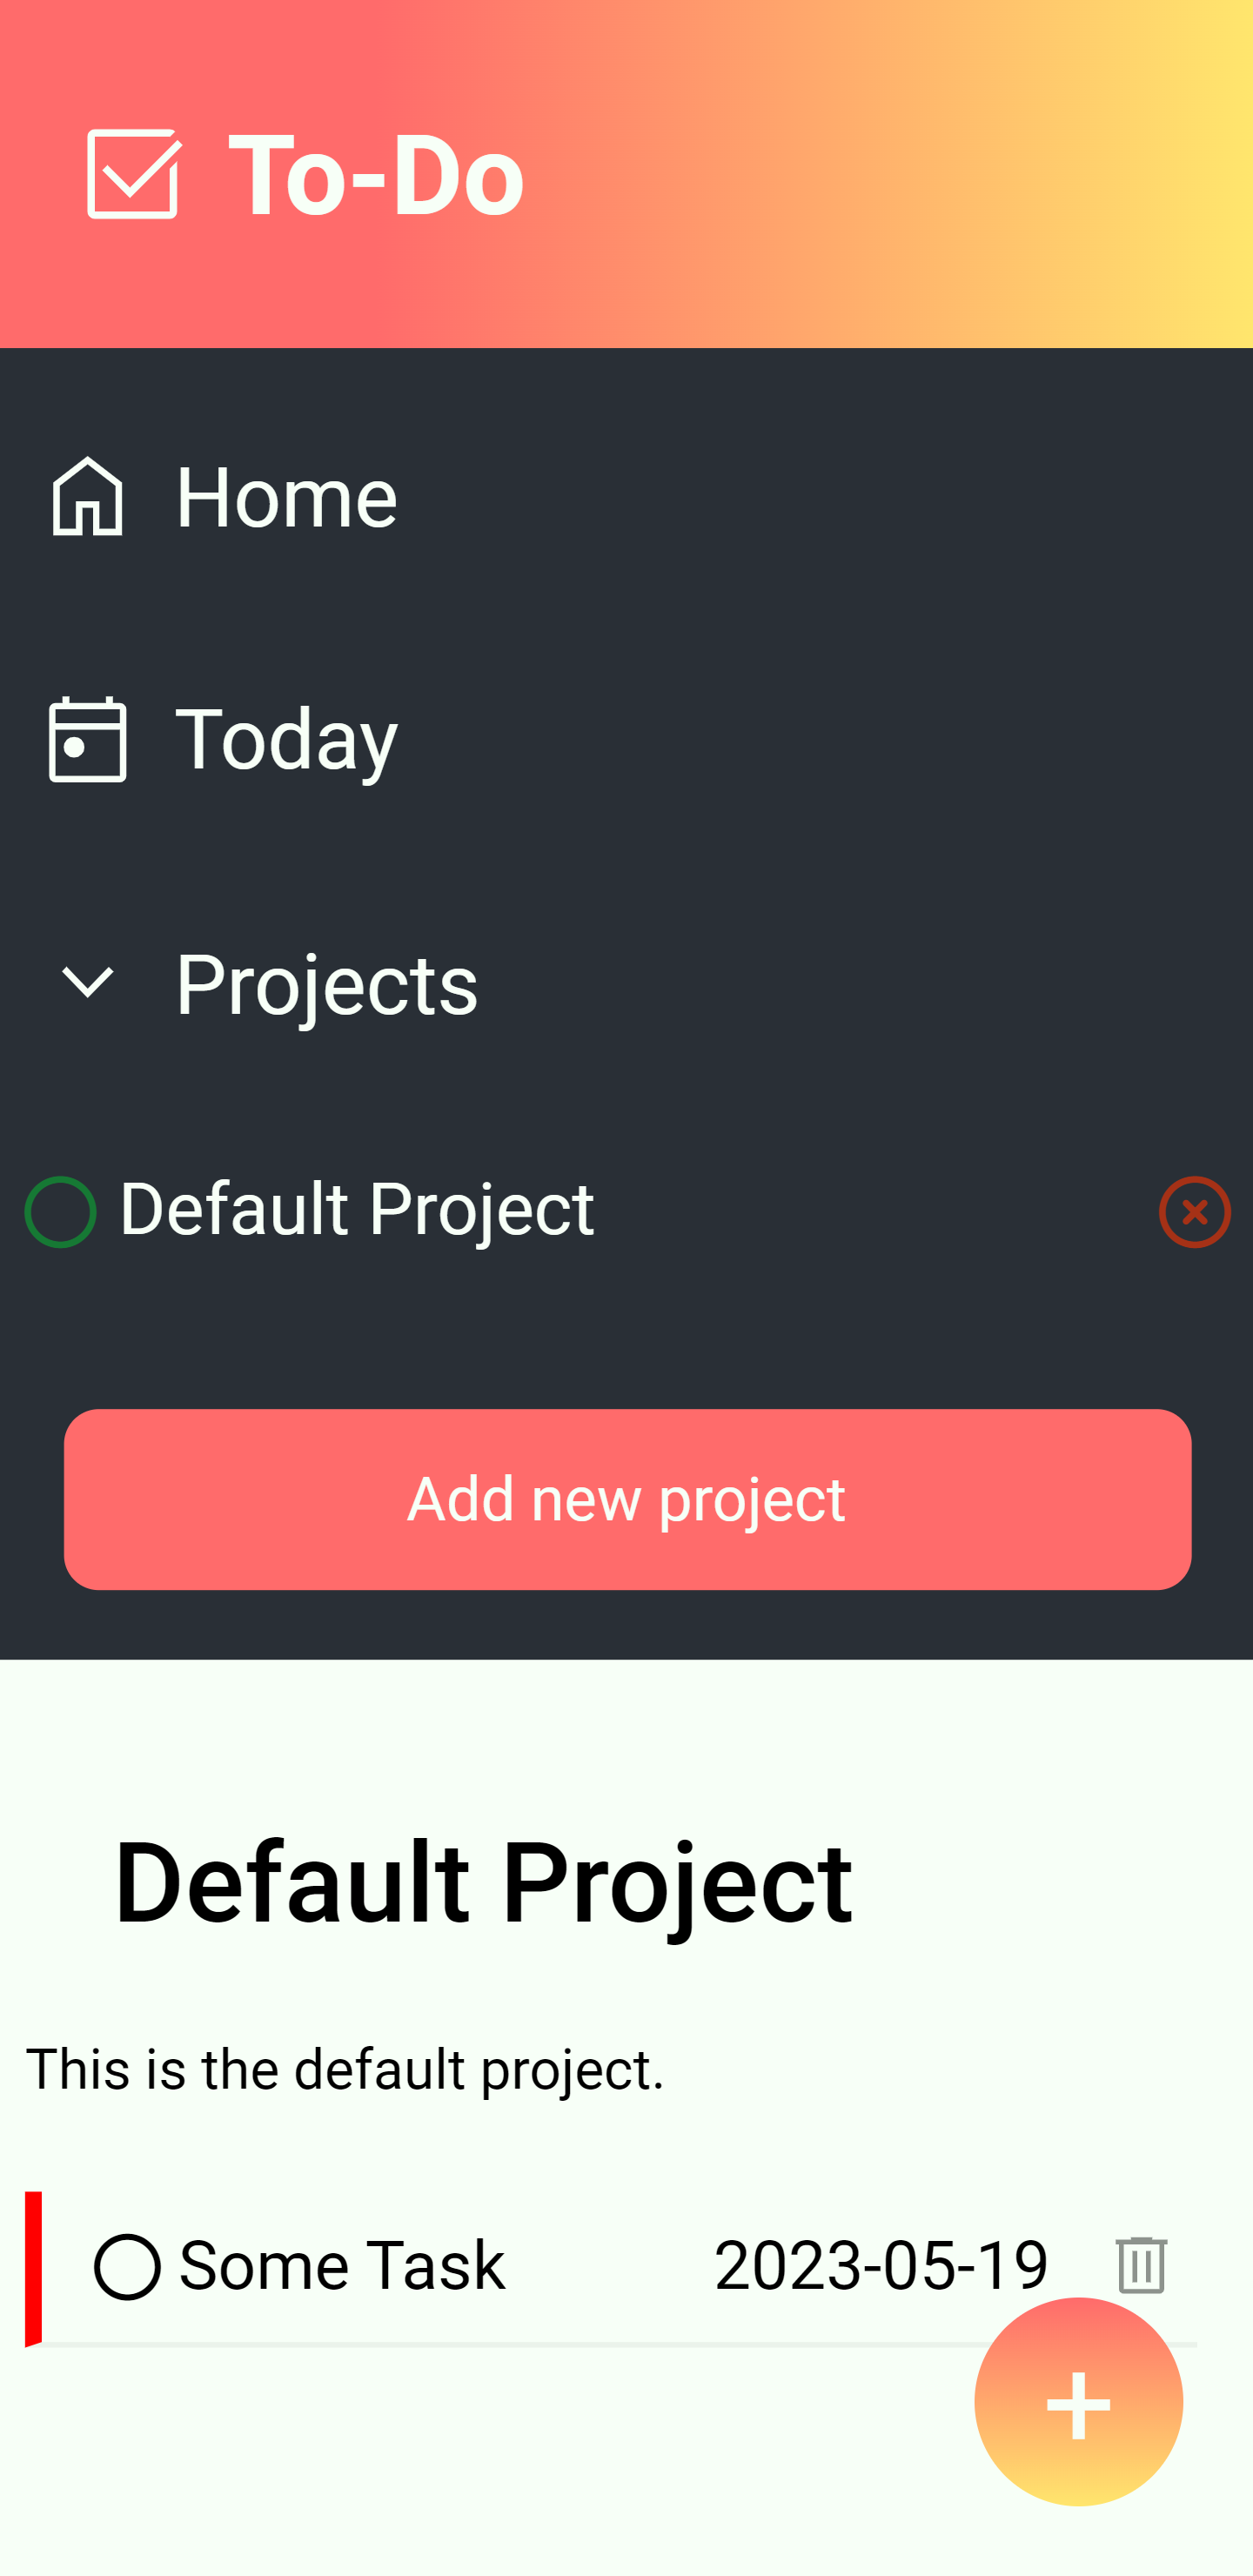 To-Do
Home
Today
Projects
Default Project
Add new project
Default Project
This is the default project.
Some Task 2023-05-19
+